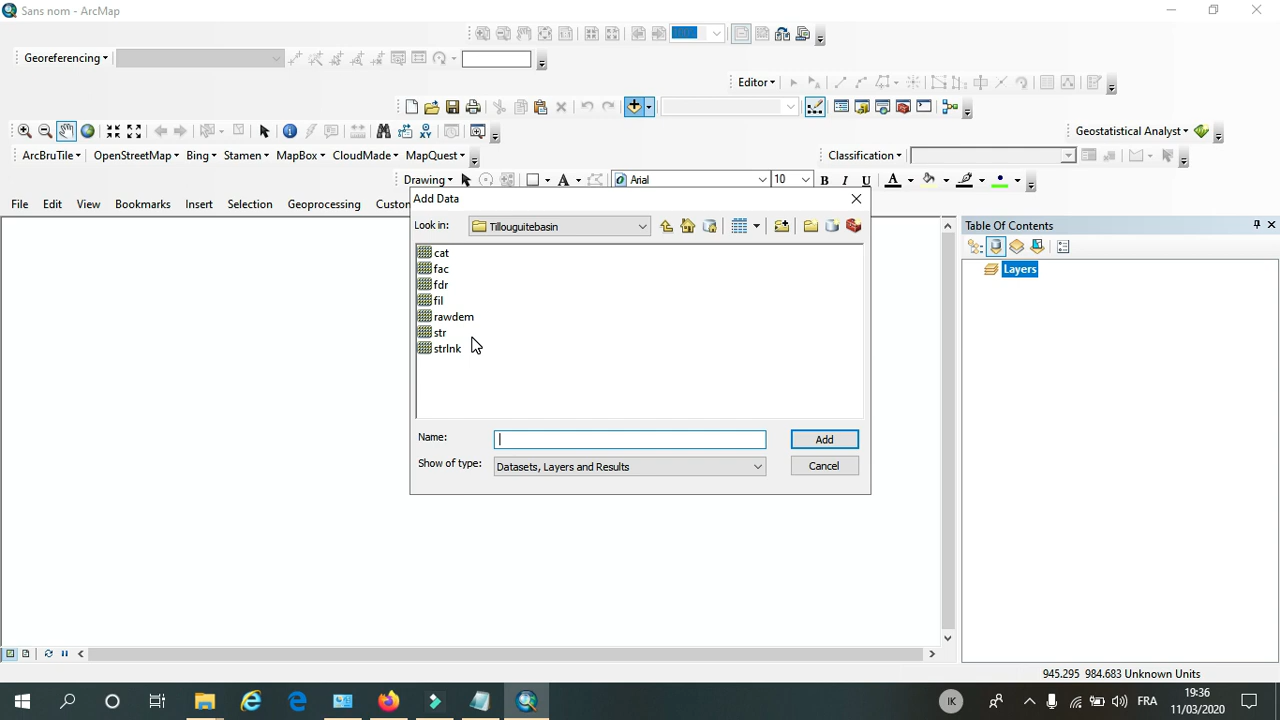 Sans nom - ArcMap
Georeferencing
Editor
Geostatistical Analyst
ArcBruTile OpenStreetMap Bing Stamen MapBox CloudMade MapQuest
Classification
Drawing A Arial 10 B I U A
File Edit View Bookmarks Insert Selection Geoprocessing Custom
Add Data
Look in: Tillouguitebasin
cat
fac
fdr
fil
rawdem
str
strlnk
Name:
Add
Show of type: Datasets, Layers and Results
Cancel
Table Of Contents
Layers
945.295 984.683 Unknown Units
IK
FRA
19:36
11/03/2020